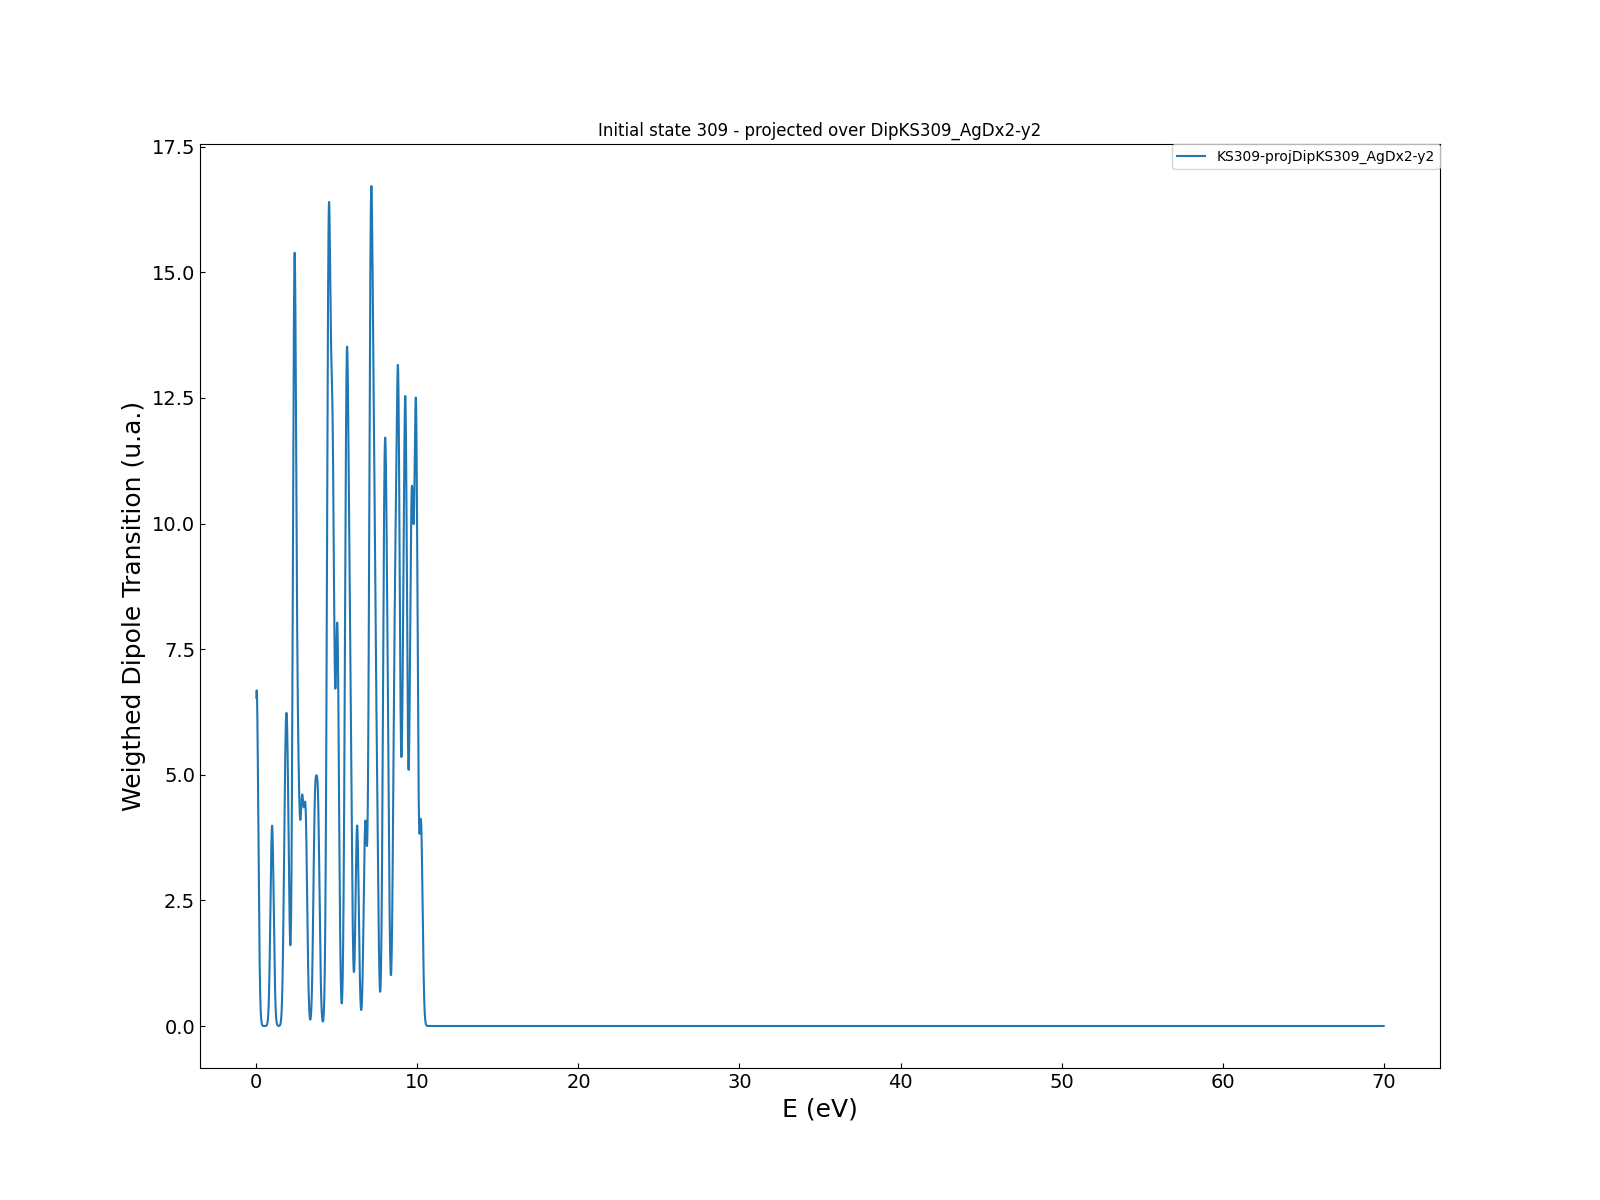 Initial state 309 - projected over DipKS309_AgDx2-y2
KS309-projDipKS309_AgDx2-y2
17.5
15.0
12.5
10.0
7.5
5.0
2.5
0.0
Weigthed Dipole Transition (u.a.)
0 10 20 30 40 50 60 70
E (eV)